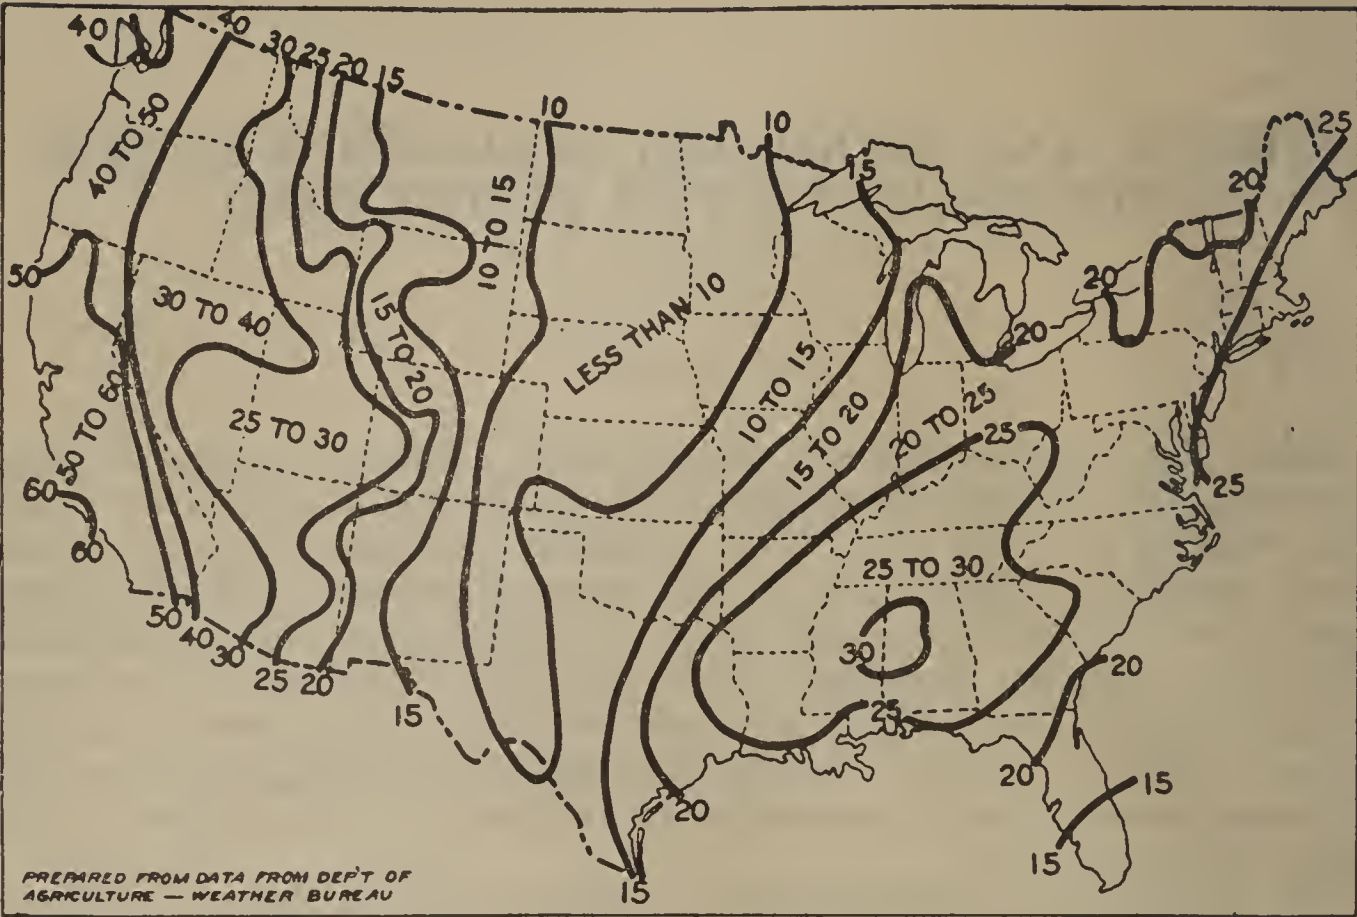 40
40
30
25
20
15
10
10
15
25
20
40 TO 50
10 TO 15
50
20
30 TO 40
15 TO 20
LESS THAN 10
20
50 TO 60
25 TO 30
10 TO 15
15 TO 20
20 TO 25
25
25
60
60
25 TO 30
50
40
30
25
20
15
30
25
20
20
15
20
15
15
PREPARED FROM DATA FROM DEP'T OF
AGRICULTURE — WEATHER BUREAU